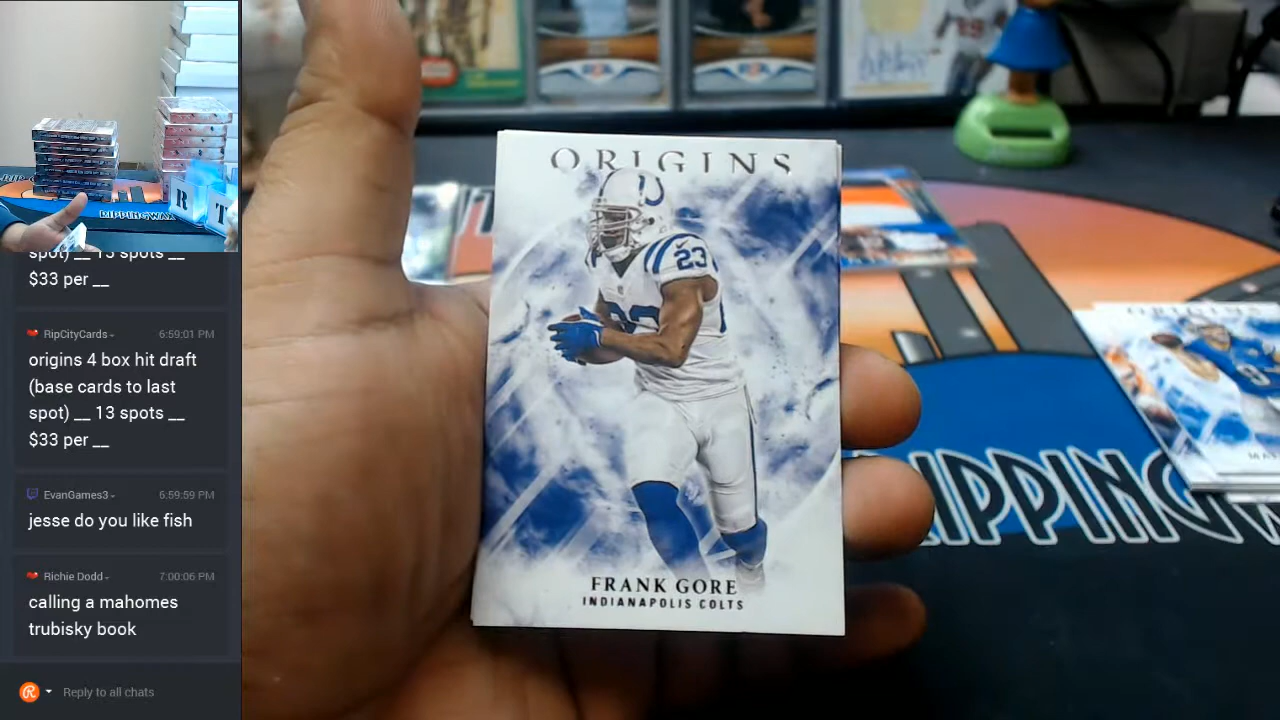 RIPPINGWAX
R T
spot) __ 13 spots __
$33 per __
RipCityCards
6:59:01 PM
origins 4 box hit draft
(base cards to last
spot) __ 13 spots __
$33 per __
EvanGames3
6:59:59 PM
jesse do you like fish
Richie Dodd
7:00:06 PM
calling a mahomes
trubisky book
Reply to all chats
ORIGINS
23
FRANK GORE
INDIANAPOLIS COLTS
RIPPINGW